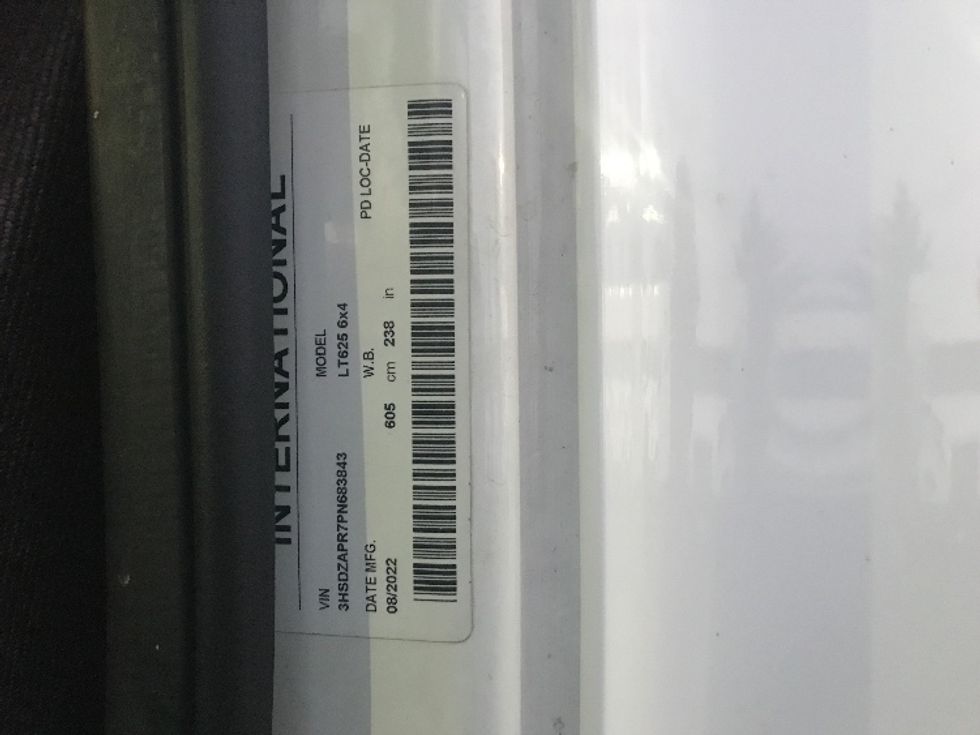 INTERNATIONAL
VIN MODEL
3HSDZAPR7PN683843 LT625 6x4
DATE MFG. W.B. PD LOC-DATE
08/2022 605 cm 238 in